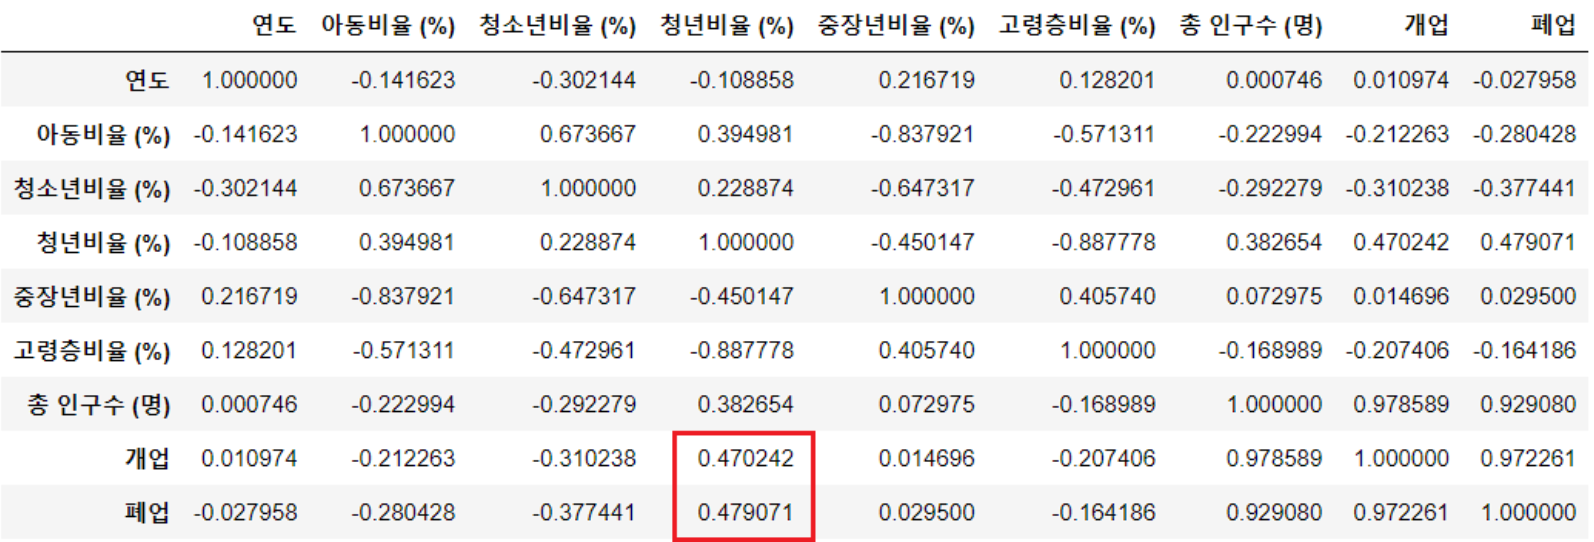 연도 아동비율 (%) 청소년비율 (%) 청년비율 (%) 중장년비율 (%) 고령층비율 (%) 총 인구수 (명) 개업 폐업
연도 1.000000 -0.141623 -0.302144 -0.108858 0.216719 0.128201 0.000746 0.010974 -0.027958
아동비율 (%) -0.141623 1.000000 0.673667 0.394981 -0.837921 -0.571311 -0.222994 -0.212263 -0.280428
청소년비율 (%) -0.302144 0.673667 1.000000 0.228874 -0.647317 -0.472961 -0.292279 -0.310238 -0.377441
청년비율 (%) -0.108858 0.394981 0.228874 1.000000 -0.450147 -0.887778 0.382654 0.470242 0.479071
중장년비율 (%) 0.216719 -0.837921 -0.647317 -0.450147 1.000000 0.405740 0.072975 0.014696 0.029500
고령층비율 (%) 0.128201 -0.571311 -0.472961 -0.887778 0.405740 1.000000 -0.168989 -0.207406 -0.164186
총 인구수 (명) 0.000746 -0.222994 -0.292279 0.382654 0.072975 -0.168989 1.000000 0.978589 0.929080
개업 0.010974 -0.212263 -0.310238 0.470242 0.014696 -0.207406 0.978589 1.000000 0.972261
폐업 -0.027958 -0.280428 -0.377441 0.479071 0.029500 -0.164186 0.929080 0.972261 1.000000